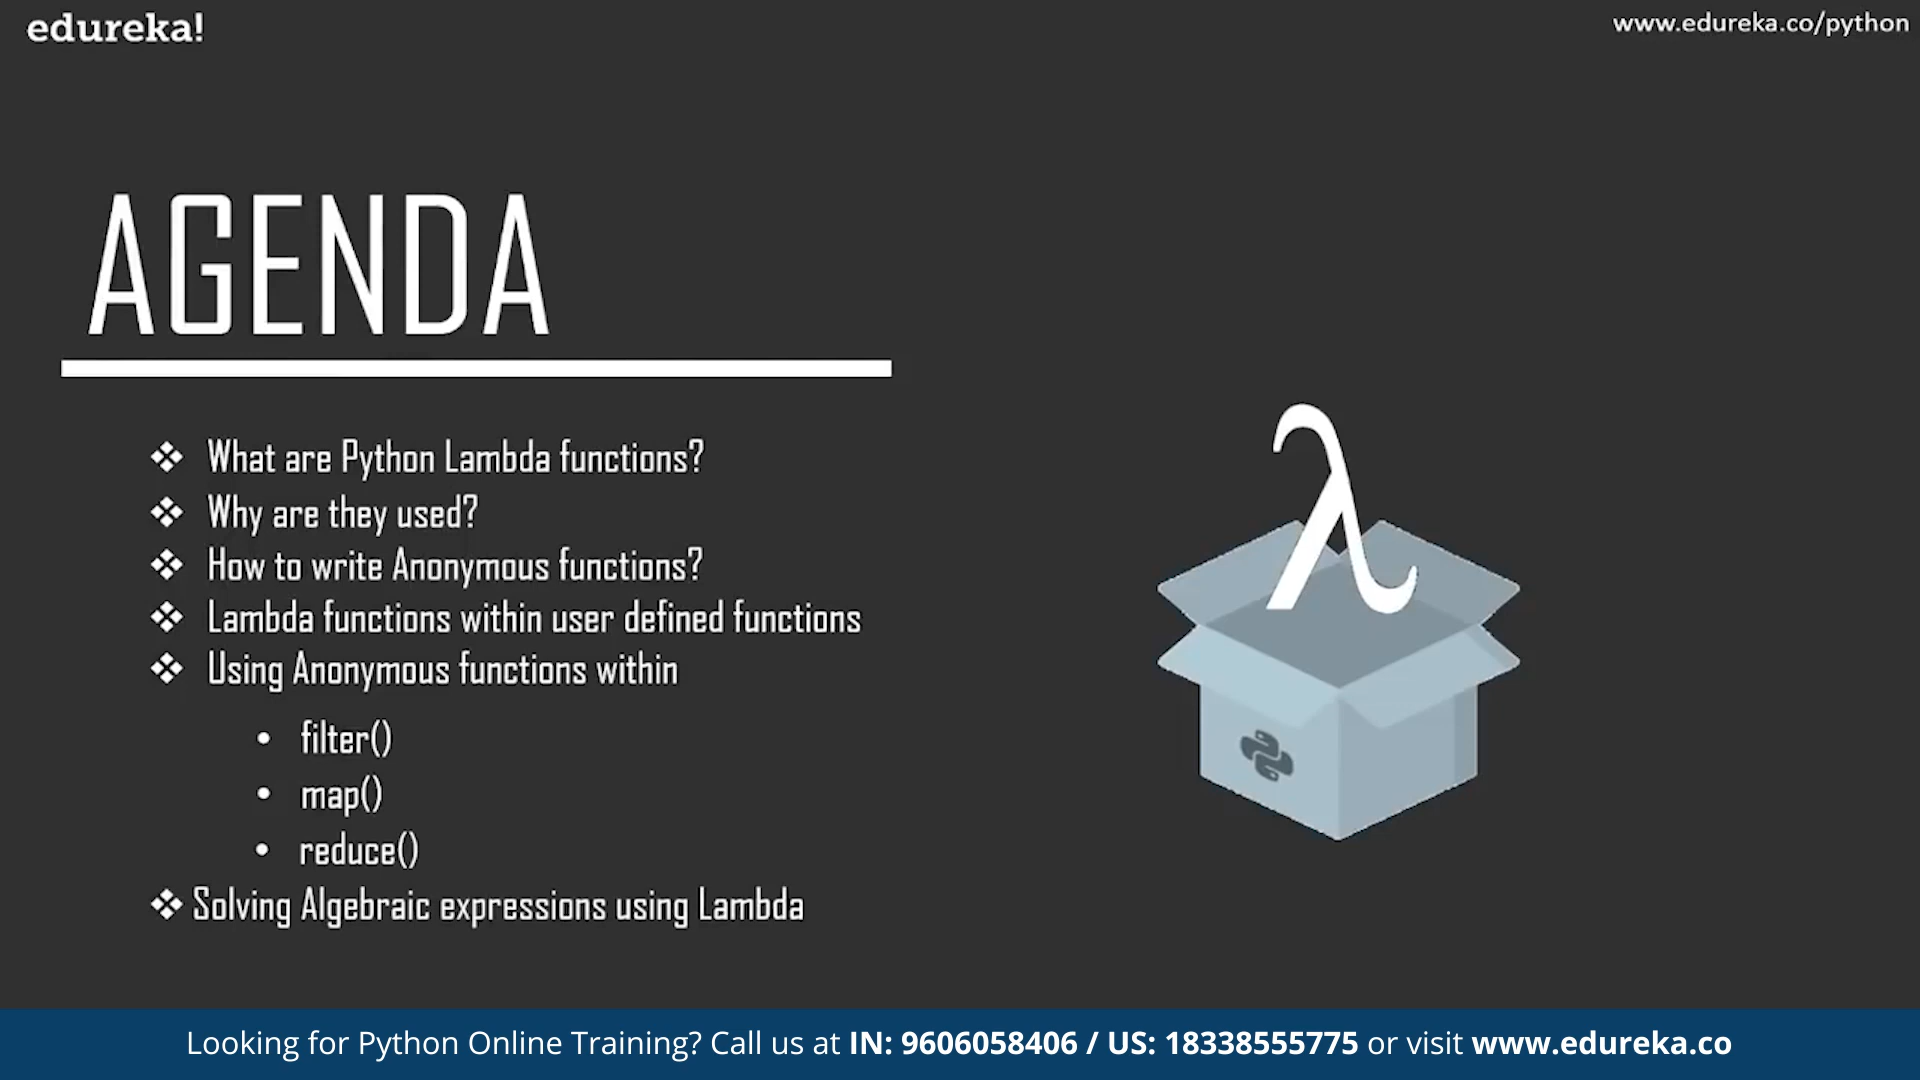 edureka!
www.edureka.co/python
AGENDA
❖ What are Python Lambda functions?
❖ Why are they used?
❖ How to write Anonymous functions?
❖ Lambda functions within user defined functions
❖ Using Anonymous functions within
• filter()
• map()
• reduce()
❖ Solving Algebraic expressions using Lambda
λ
Looking for Python Online Training? Call us at IN: 9606058406 / US: 18338555775 or visit www.edureka.co